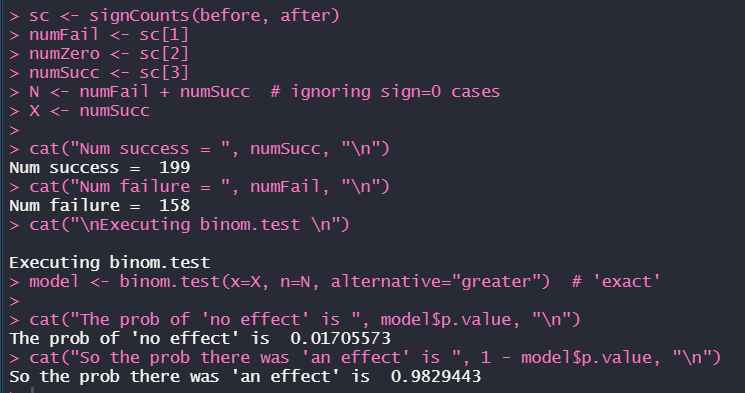 > sc <- signCounts(before, after)
> numFail <- sc[1]
> numZero <- sc[2]
> numSucc <- sc[3]
> N <- numFail + numSucc  # ignoring sign=0 cases
> X <- numSucc
>
> cat("Num success = ", numSucc, "\n")
Num success =  199
> cat("Num failure = ", numFail, "\n")
Num failure =  158
> cat("\nExecuting binom.test \n")

Executing binom.test
> model <- binom.test(x=X, n=N, alternative="greater")  # 'exact'
>
> cat("The prob of 'no effect' is ", model$p.value, "\n")
The prob of 'no effect' is  0.01705573
> cat("So the prob there was 'an effect' is ", 1 - model$p.value, "\n")
So the prob there was 'an effect' is  0.9829443